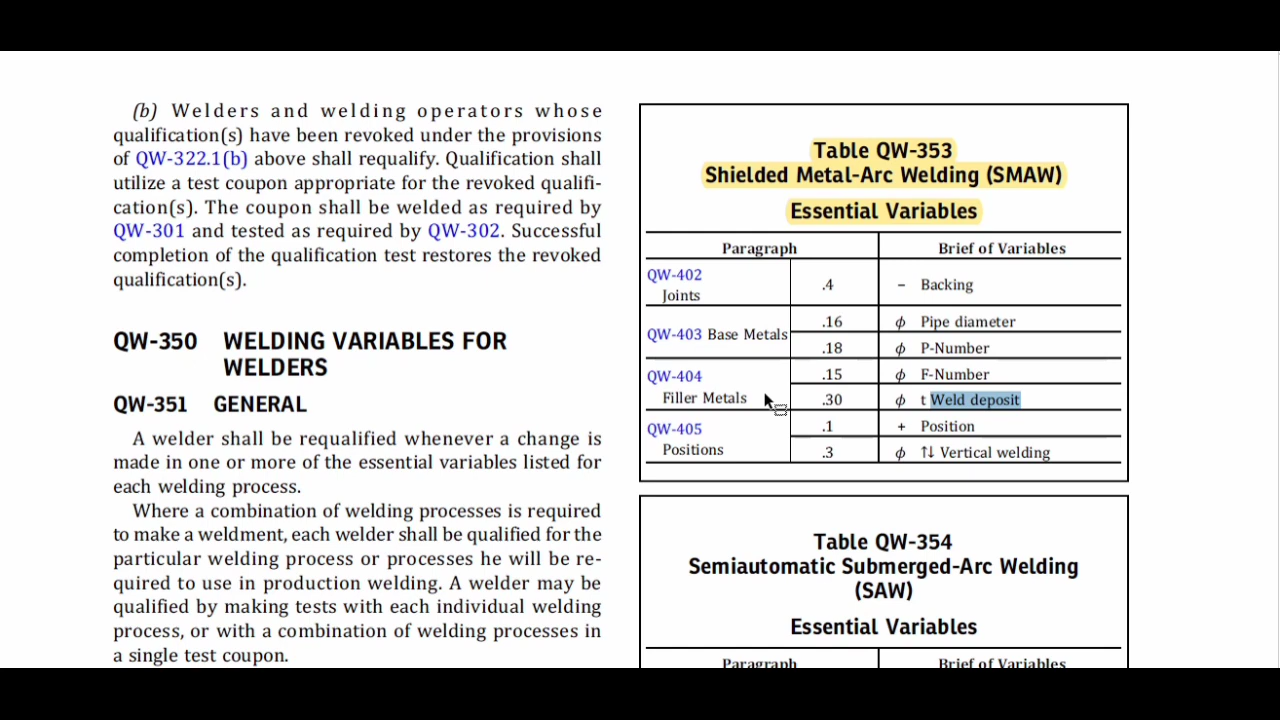 (b) Welders and welding operators whose
qualification(s) have been revoked under the provisions
of QW-322.1(b) above shall requalify. Qualification shall
utilize a test coupon appropriate for the revoked qualifi-
cation(s). The coupon shall be welded as required by
QW-301 and tested as required by QW-302. Successful
completion of the qualification test restores the revoked
qualification(s).
QW-350 WELDING VARIABLES FOR
WELDERS
QW-351 GENERAL
A welder shall be requalified whenever a change is
made in one or more of the essential variables listed for
each welding process.
Where a combination of welding processes is required
to make a weldment, each welder shall be qualified for the
particular welding process or processes he will be re-
quired to use in production welding. A welder may be
qualified by making tests with each individual welding
process, or with a combination of welding processes in
a single test coupon.
Table QW-353
Shielded Metal-Arc Welding (SMAW)
Essential Variables
Paragraph Brief of Variables
QW-402
Joints
.4 − Backing
QW-403 Base Metals
.16 ϕ Pipe diameter
.18 ϕ P-Number
QW-404
Filler Metals
.15 ϕ F-Number
.30 ϕ t Weld deposit
QW-405
Positions
.1 + Position
.3 ϕ ↑↓ Vertical welding
Table QW-354
Semiautomatic Submerged-Arc Welding
(SAW)
Essential Variables
Paragraph Brief of Variables